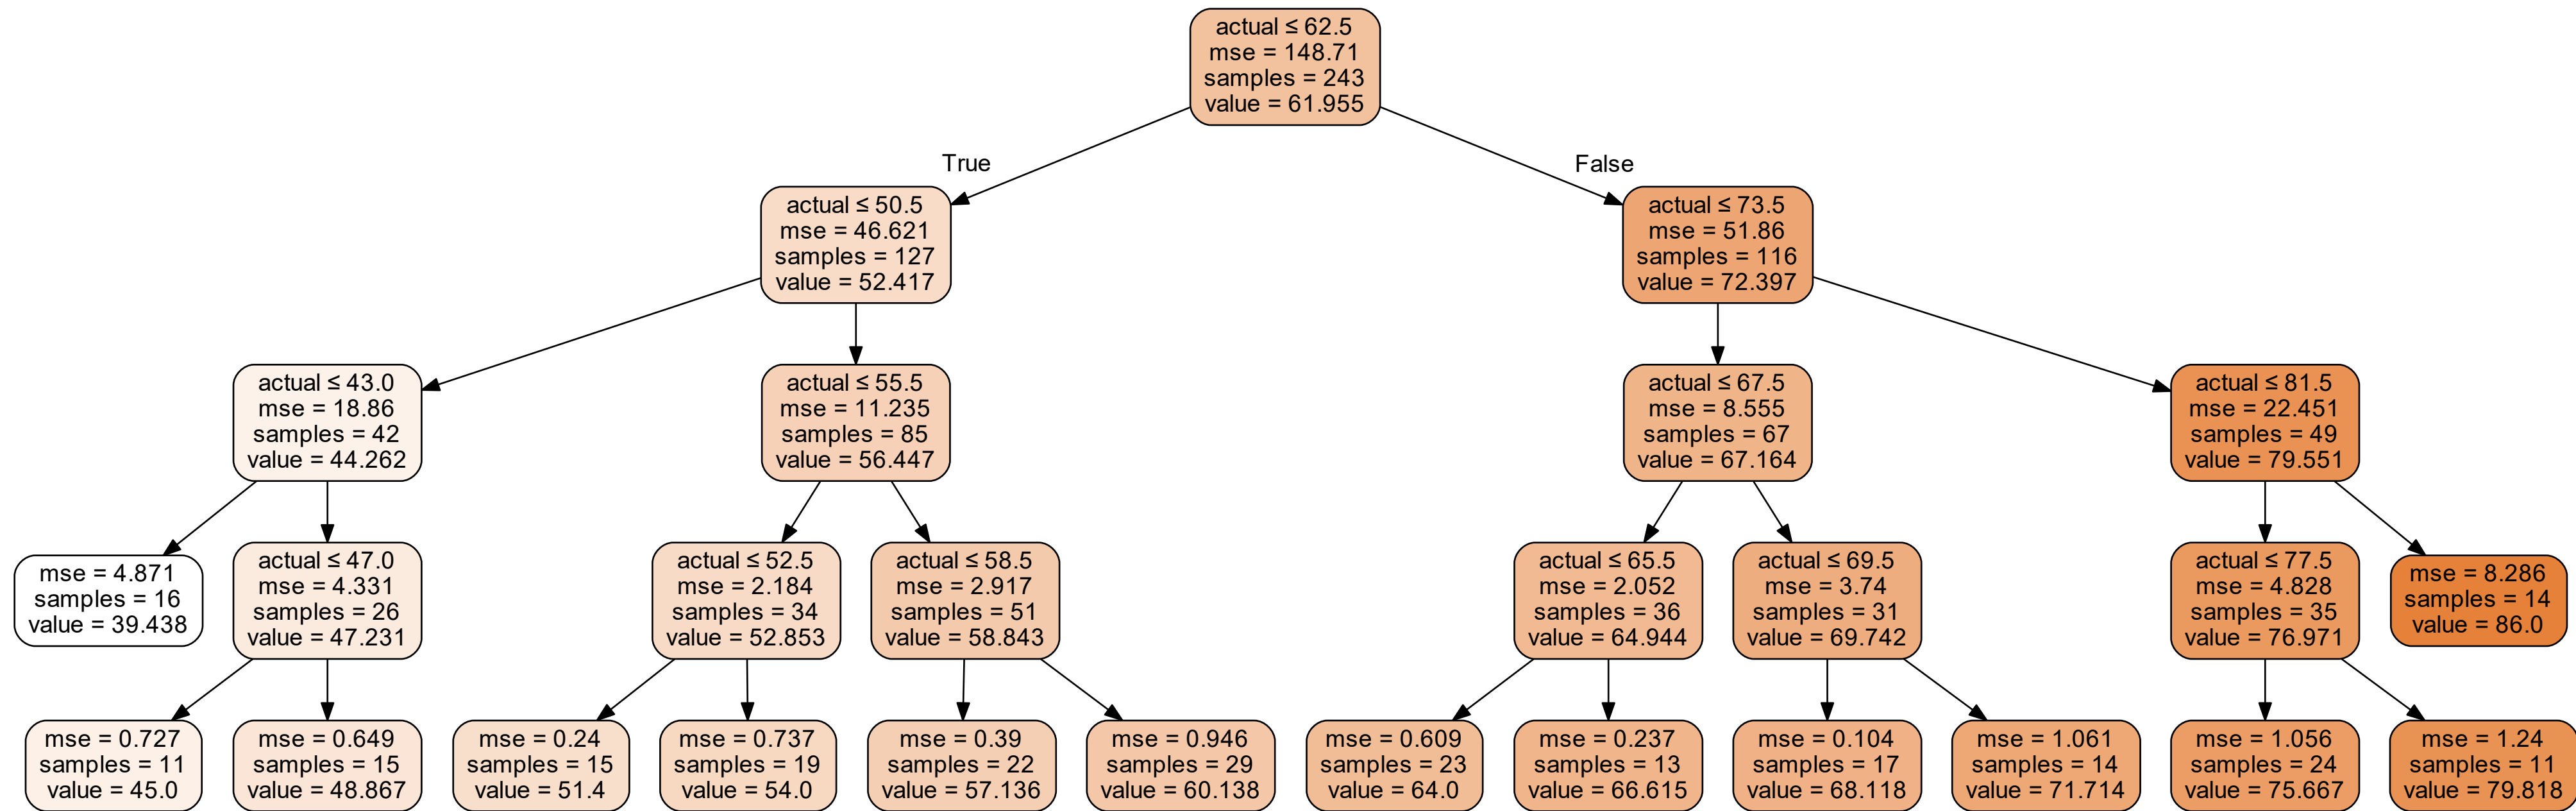 actual ≤ 62.5
mse = 148.71
samples = 243
value = 61.955
True
False
actual ≤ 50.5
mse = 46.621
samples = 127
value = 52.417
actual ≤ 73.5
mse = 51.86
samples = 116
value = 72.397
actual ≤ 43.0
mse = 18.86
samples = 42
value = 44.262
actual ≤ 55.5
mse = 11.235
samples = 85
value = 56.447
actual ≤ 67.5
mse = 8.555
samples = 67
value = 67.164
actual ≤ 81.5
mse = 22.451
samples = 49
value = 79.551
mse = 4.871
samples = 16
value = 39.438
actual ≤ 47.0
mse = 4.331
samples = 26
value = 47.231
actual ≤ 52.5
mse = 2.184
samples = 34
value = 52.853
actual ≤ 58.5
mse = 2.917
samples = 51
value = 58.843
actual ≤ 65.5
mse = 2.052
samples = 36
value = 64.944
actual ≤ 69.5
mse = 3.74
samples = 31
value = 69.742
actual ≤ 77.5
mse = 4.828
samples = 35
value = 76.971
mse = 8.286
samples = 14
value = 86.0
mse = 0.727
samples = 11
value = 45.0
mse = 0.649
samples = 15
value = 48.867
mse = 0.24
samples = 15
value = 51.4
mse = 0.737
samples = 19
value = 54.0
mse = 0.39
samples = 22
value = 57.136
mse = 0.946
samples = 29
value = 60.138
mse = 0.609
samples = 23
value = 64.0
mse = 0.237
samples = 13
value = 66.615
mse = 0.104
samples = 17
value = 68.118
mse = 1.061
samples = 14
value = 71.714
mse = 1.056
samples = 24
value = 75.667
mse = 1.24
samples = 11
value = 79.818